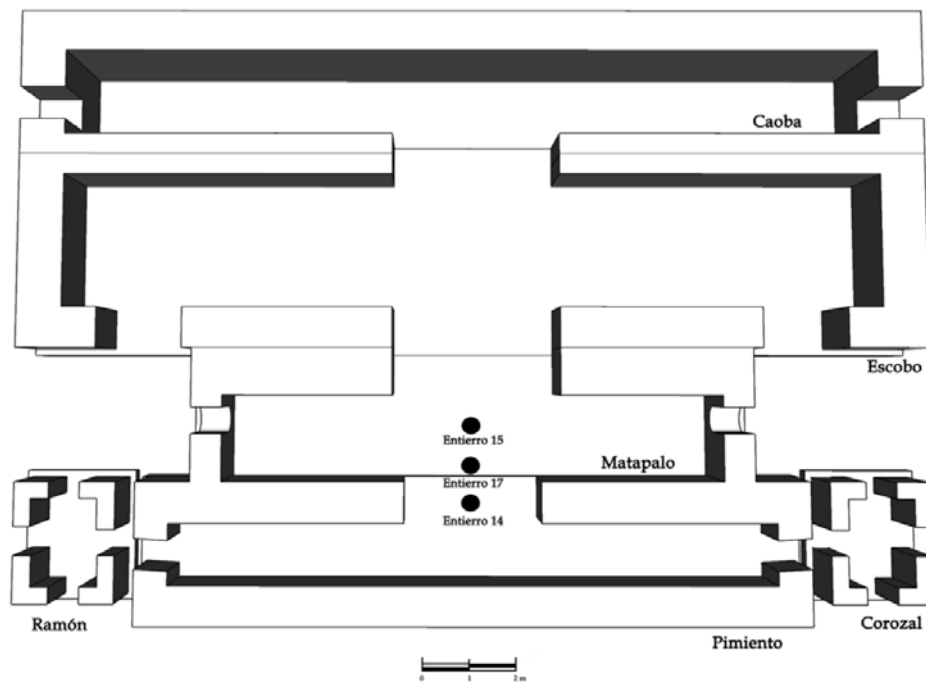 Caoba
Escobo
Entierro 15
Matapalo
Entierro 17
Entierro 14
Ramón
Corozal
Pimiento
0 1 2 m